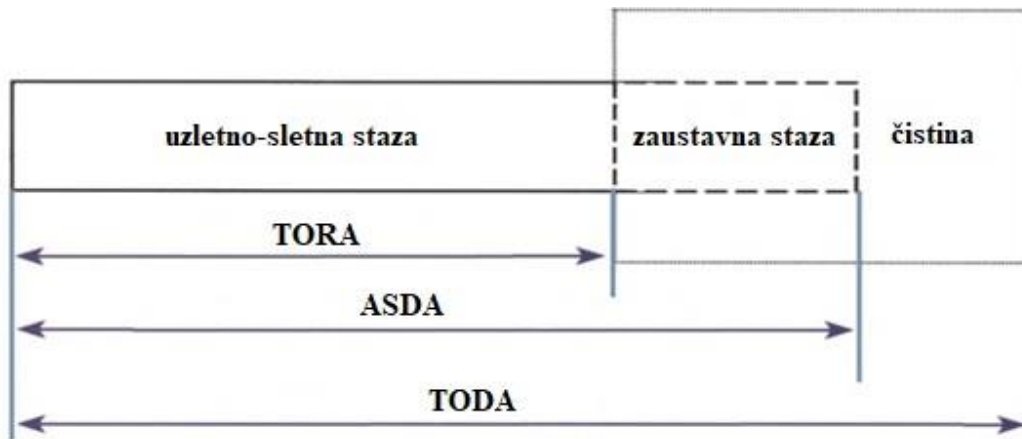 uzletno-sletna staza
zaustavna staza
čistina
TORA
ASDA
TODA